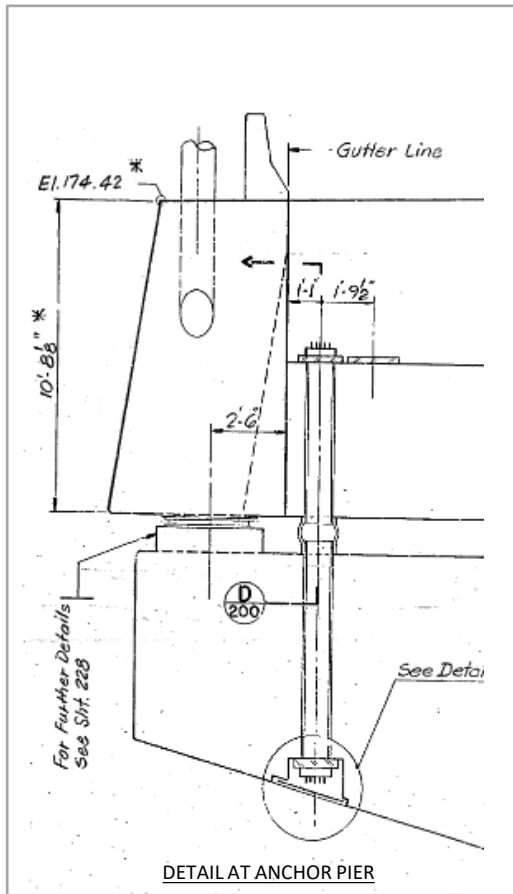 Gutter Line
*
El. 174.42
1'-1"
1'-9½"
10'-8⅛" *
2'-6"
D
200
For Further Details
See Sht. 228
See Detai
DETAIL AT ANCHOR PIER